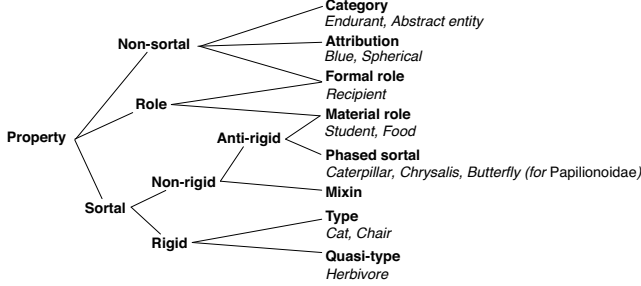 Category
Endurant, Abstract entity
Non-sortal
Attribution
Blue, Spherical
Formal role
Recipient
Role
Material role
Student, Food
Property
Anti-rigid
Phased sortal
Caterpillar, Chrysalis, Butterfly (for Papilionoidae)
Non-rigid
Mixin
Sortal
Type
Cat, Chair
Rigid
Quasi-type
Herbivore